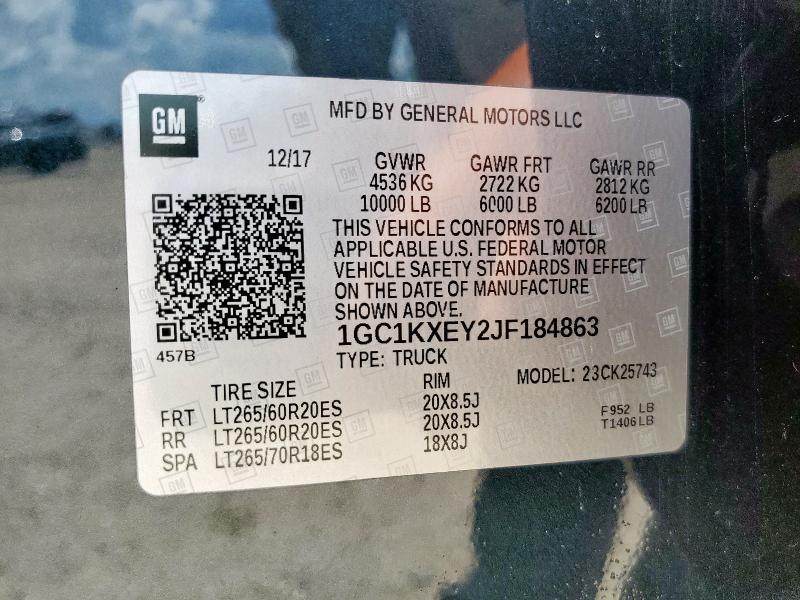 GM
MFD BY GENERAL MOTORS LLC
12/17 GVWR GAWR FRT GAWR RR
4536 KG 2722 KG 2812 KG
10000 LB 6000 LB 6200 LB
THIS VEHICLE CONFORMS TO ALL
APPLICABLE U.S. FEDERAL MOTOR
VEHICLE SAFETY STANDARDS IN EFFECT
ON THE DATE OF MANUFACTURE
SHOWN ABOVE.
1GC1KXEY2JF184863
457B
TYPE: TRUCK MODEL: 23CK25743
TIRE SIZE RIM
FRT LT265/60R20ES 20X8.5J
RR LT265/60R20ES 20X8.5J
SPA LT265/70R18ES 18X8J
F952 LB
T1406LB